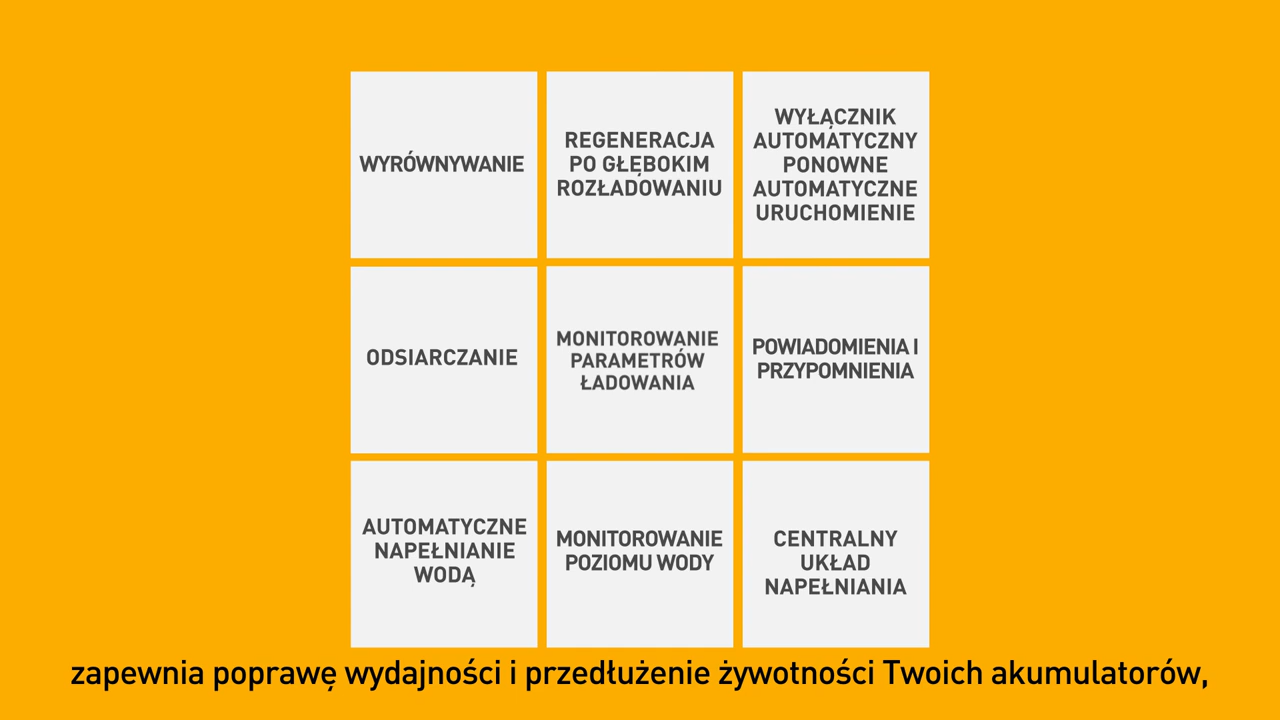 WYRÓWNYWANIE
REGENERACJA
PO GŁĘBOKIM
ROZŁADOWANIU
WYŁĄCZNIK
AUTOMATYCZNY
PONOWNE
AUTOMATYCZNE
URUCHOMIENIE
ODSIARCZANIE
MONITOROWANIE
PARAMETRÓW
ŁADOWANIA
POWIADOMIENIA I
PRZYPOMNIENIA
AUTOMATYCZNE
NAPEŁNIANIE
WODĄ
MONITOROWANIE
POZIOMU WODY
CENTRALNY
UKŁAD
NAPEŁNIANIA
zapewnia poprawę wydajności i przedłużenie żywotności Twoich akumulatorów,